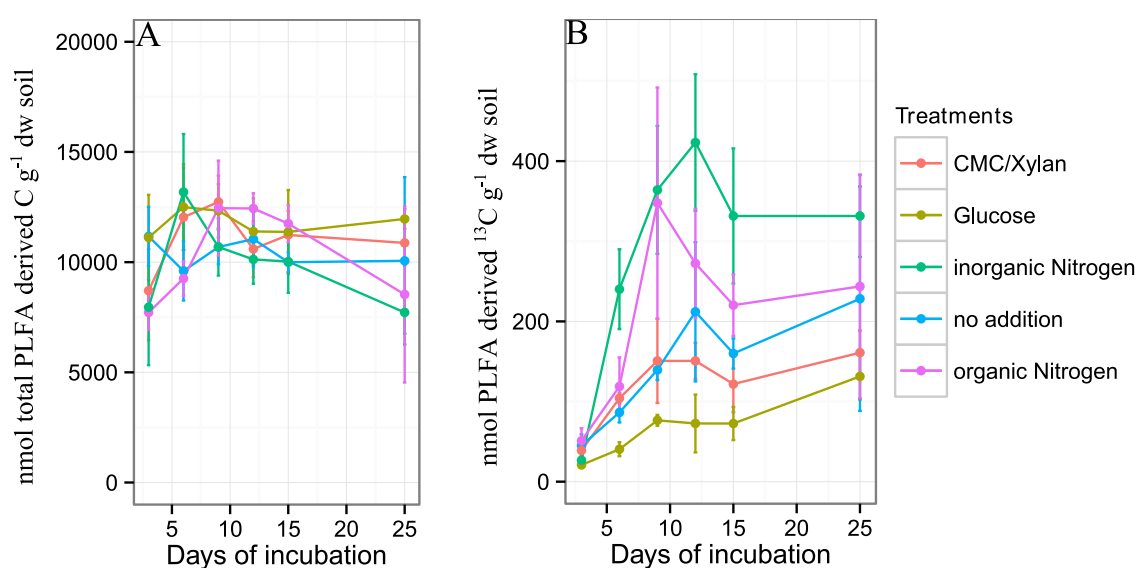 A
nmol total PLFA derived C g⁻¹ dw soil
20000
15000
10000
5000
0
5 10 15 20 25
Days of incubation
B
nmol PLFA derived ¹³C g⁻¹ dw soil
400
200
0
5 10 15 20 25
Days of incubation
Treatments
CMC/Xylan
Glucose
inorganic Nitrogen
no addition
organic Nitrogen